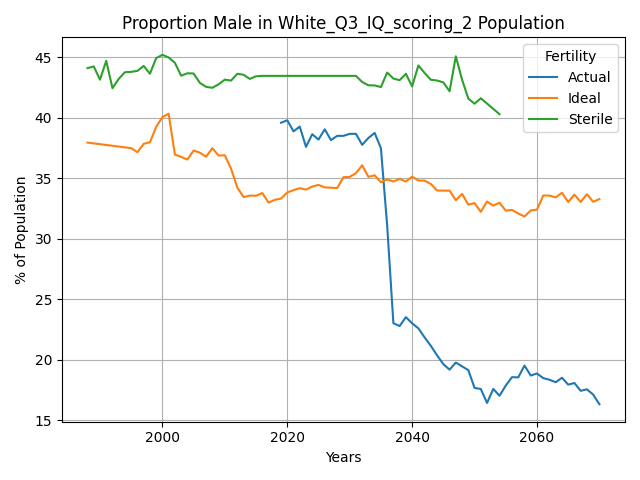 Proportion Male in White_Q3_IQ_scoring_2 Population
Fertility
Actual
Ideal
Sterile
% of Population
45
40
35
30
25
20
15
2000
2020
2040
2060
Years